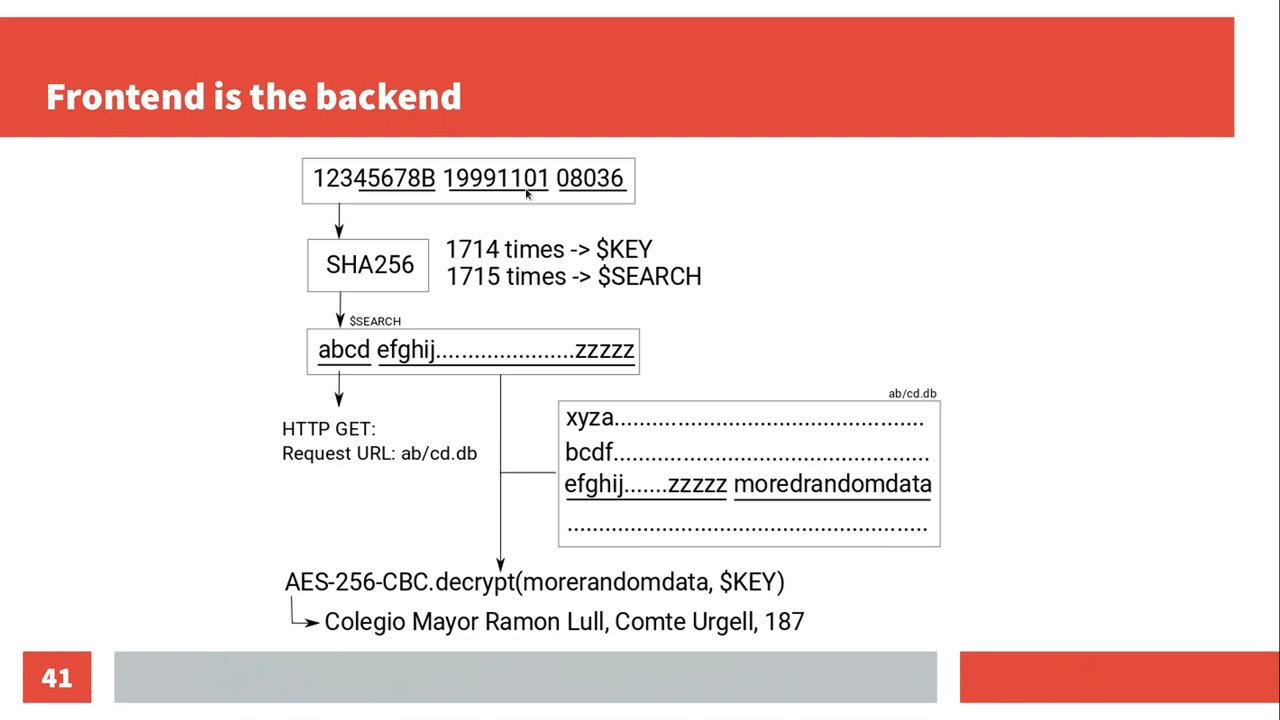 Frontend is the backend
12345678B 19991101 08036
SHA256
1714 times -> $KEY
1715 times -> $SEARCH
$SEARCH
abcd efghij......................zzzzz
HTTP GET:
Request URL: ab/cd.db
ab/cd.db
xyza................................................
bcdf.................................................
efghij.......zzzzz moredrandomdata
........................................................
AES-256-CBC.decrypt(morerandomdata, $KEY)
Colegio Mayor Ramon Lull, Comte Urgell, 187
41